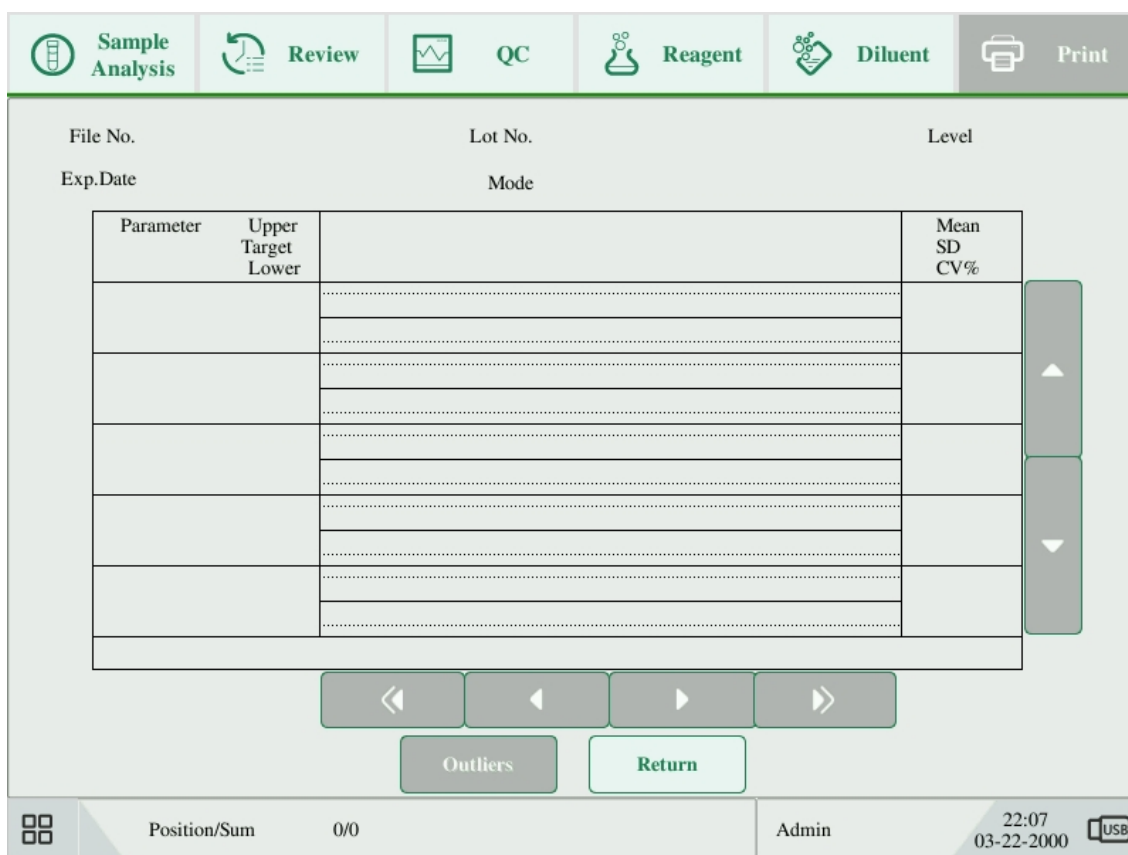 Sample
Analysis
Review
QC
Reagent
Diluent
Print
File No.
Lot No.
Level
Exp.Date
Mode
Parameter
Upper
Target
Lower
Mean
SD
CV%
Outliers
Return
Position/Sum
0/0
Admin
22:07
03-22-2000
USB